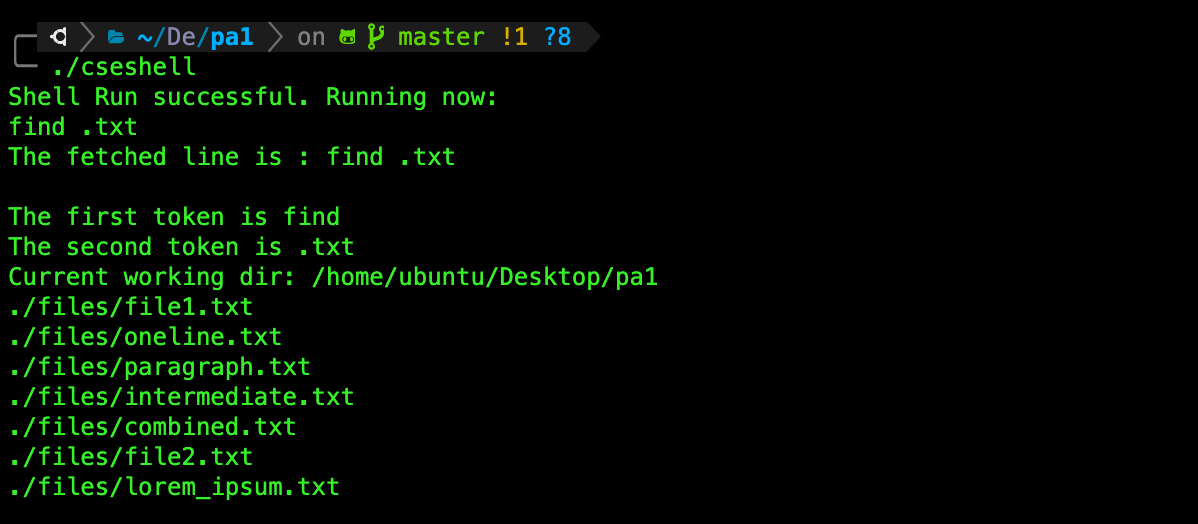 ~/De/pa1 on master !1 ?8
./cseshell
Shell Run successful. Running now:
find .txt
The fetched line is : find .txt
The first token is find
The second token is .txt
Current working dir: /home/ubuntu/Desktop/pa1
./files/file1.txt
./files/oneline.txt
./files/paragraph.txt
./files/intermediate.txt
./files/combined.txt
./files/file2.txt
./files/lorem_ipsum.txt